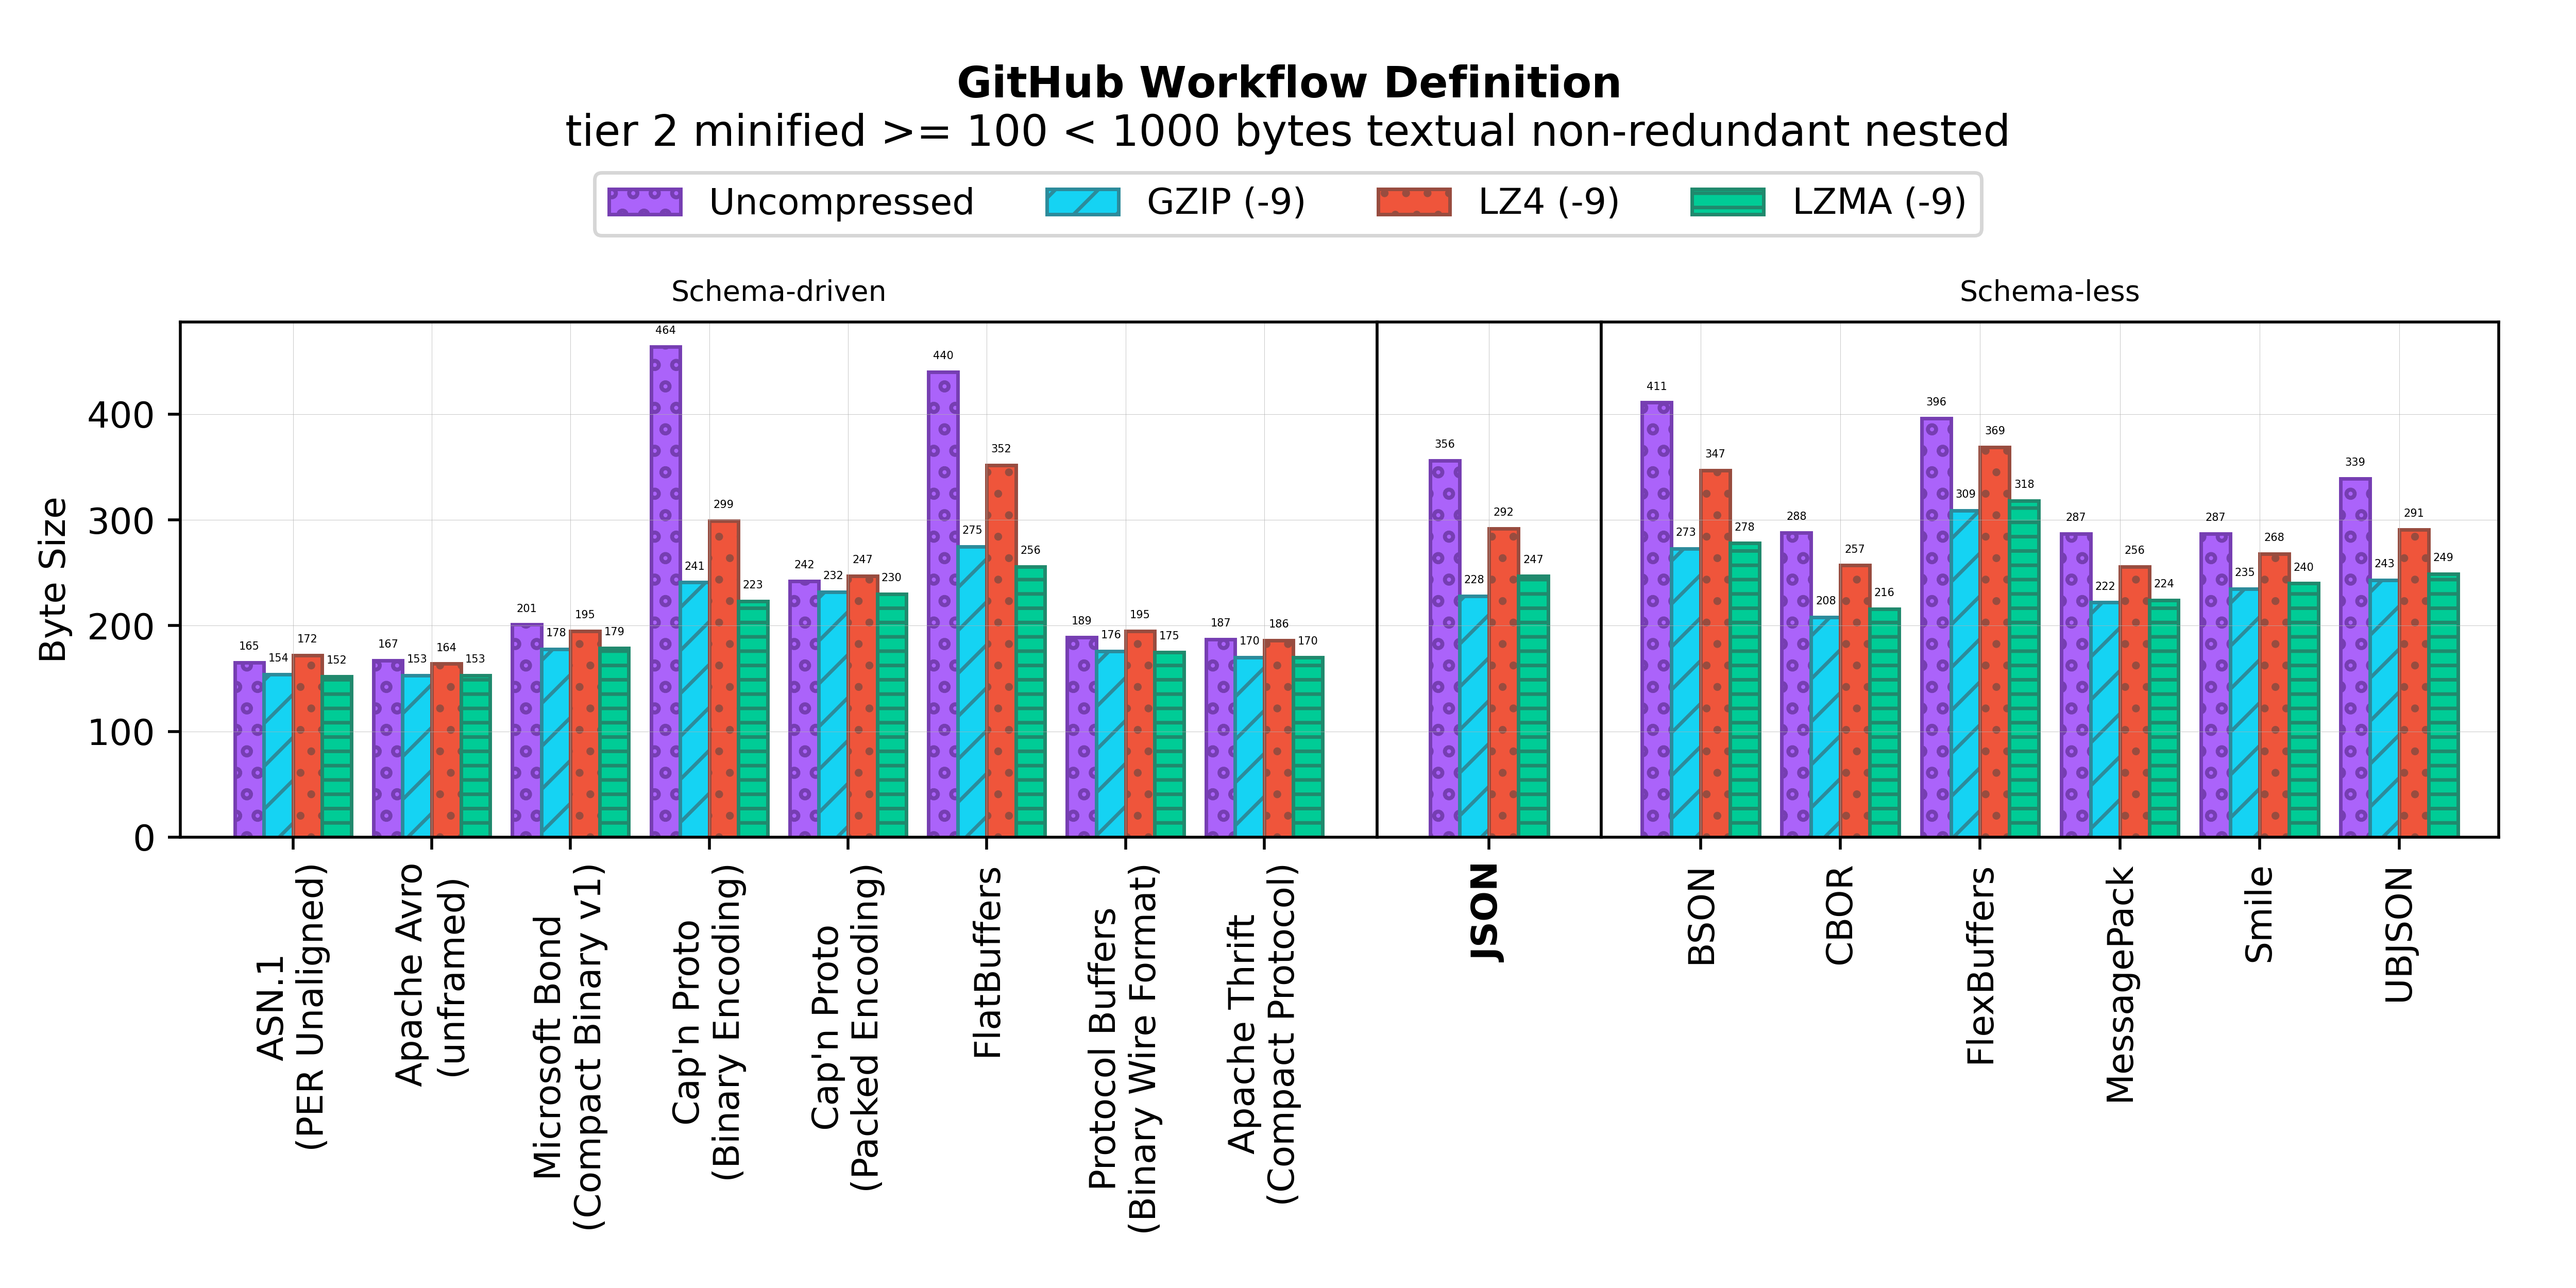 GitHub Workflow Definition
tier 2 minified >= 100 < 1000 bytes textual non-redundant nested
Uncompressed
GZIP (-9)
LZ4 (-9)
LZMA (-9)
Schema-driven
Schema-less
Byte Size
400
300
200
100
0
165
154
172
152
167
153
164
153
201
178
195
179
464
241
299
223
242
232
247
230
440
275
352
256
189
176
195
175
187
170
186
170
356
228
292
247
411
273
347
278
288
208
257
216
396
309
369
318
287
222
256
224
287
235
268
240
339
243
291
249
ASN.1
(PER Unaligned)
Apache Avro
(unframed)
Microsoft Bond
(Compact Binary v1)
Cap'n Proto
(Binary Encoding)
Cap'n Proto
(Packed Encoding)
FlatBuffers
Protocol Buffers
(Binary Wire Format)
Apache Thrift
(Compact Protocol)
JSON
BSON
CBOR
FlexBuffers
MessagePack
Smile
UBJSON